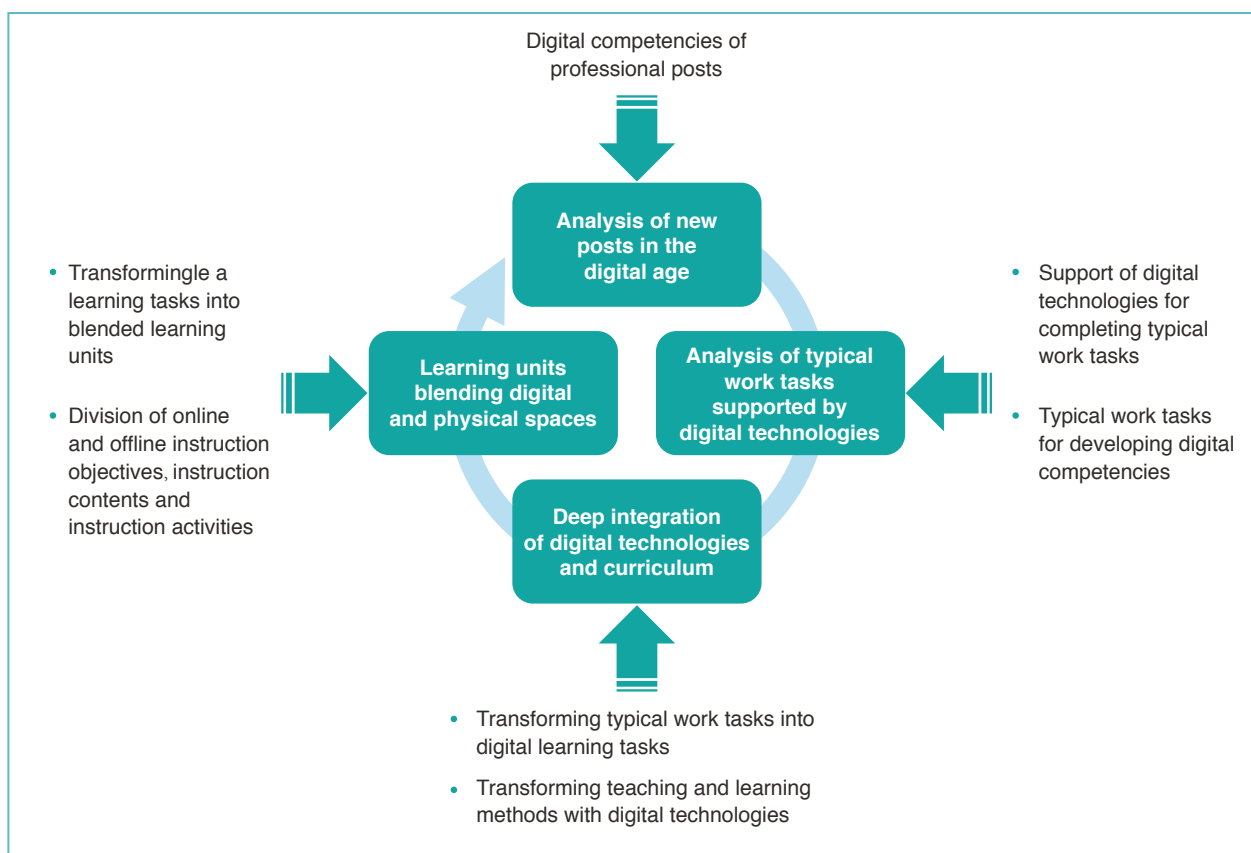 Digital competencies of
professional posts
Analysis of new
posts in the
digital age
• Transformingle a
learning tasks into
blended learning
units
• Division of online
and offline instruction
objectives, instruction
contents and
instruction activities
Learning units
blending digital
and physical spaces
Analysis of typical
work tasks
supported by
digital technologies
• Support of digital
technologies for
completing typical
work tasks
• Typical work tasks
for developing digital
competencies
Deep integration
of digital technologies
and curriculum
• Transforming typical work tasks into
digital learning tasks
• Transforming teaching and learning
methods with digital technologies